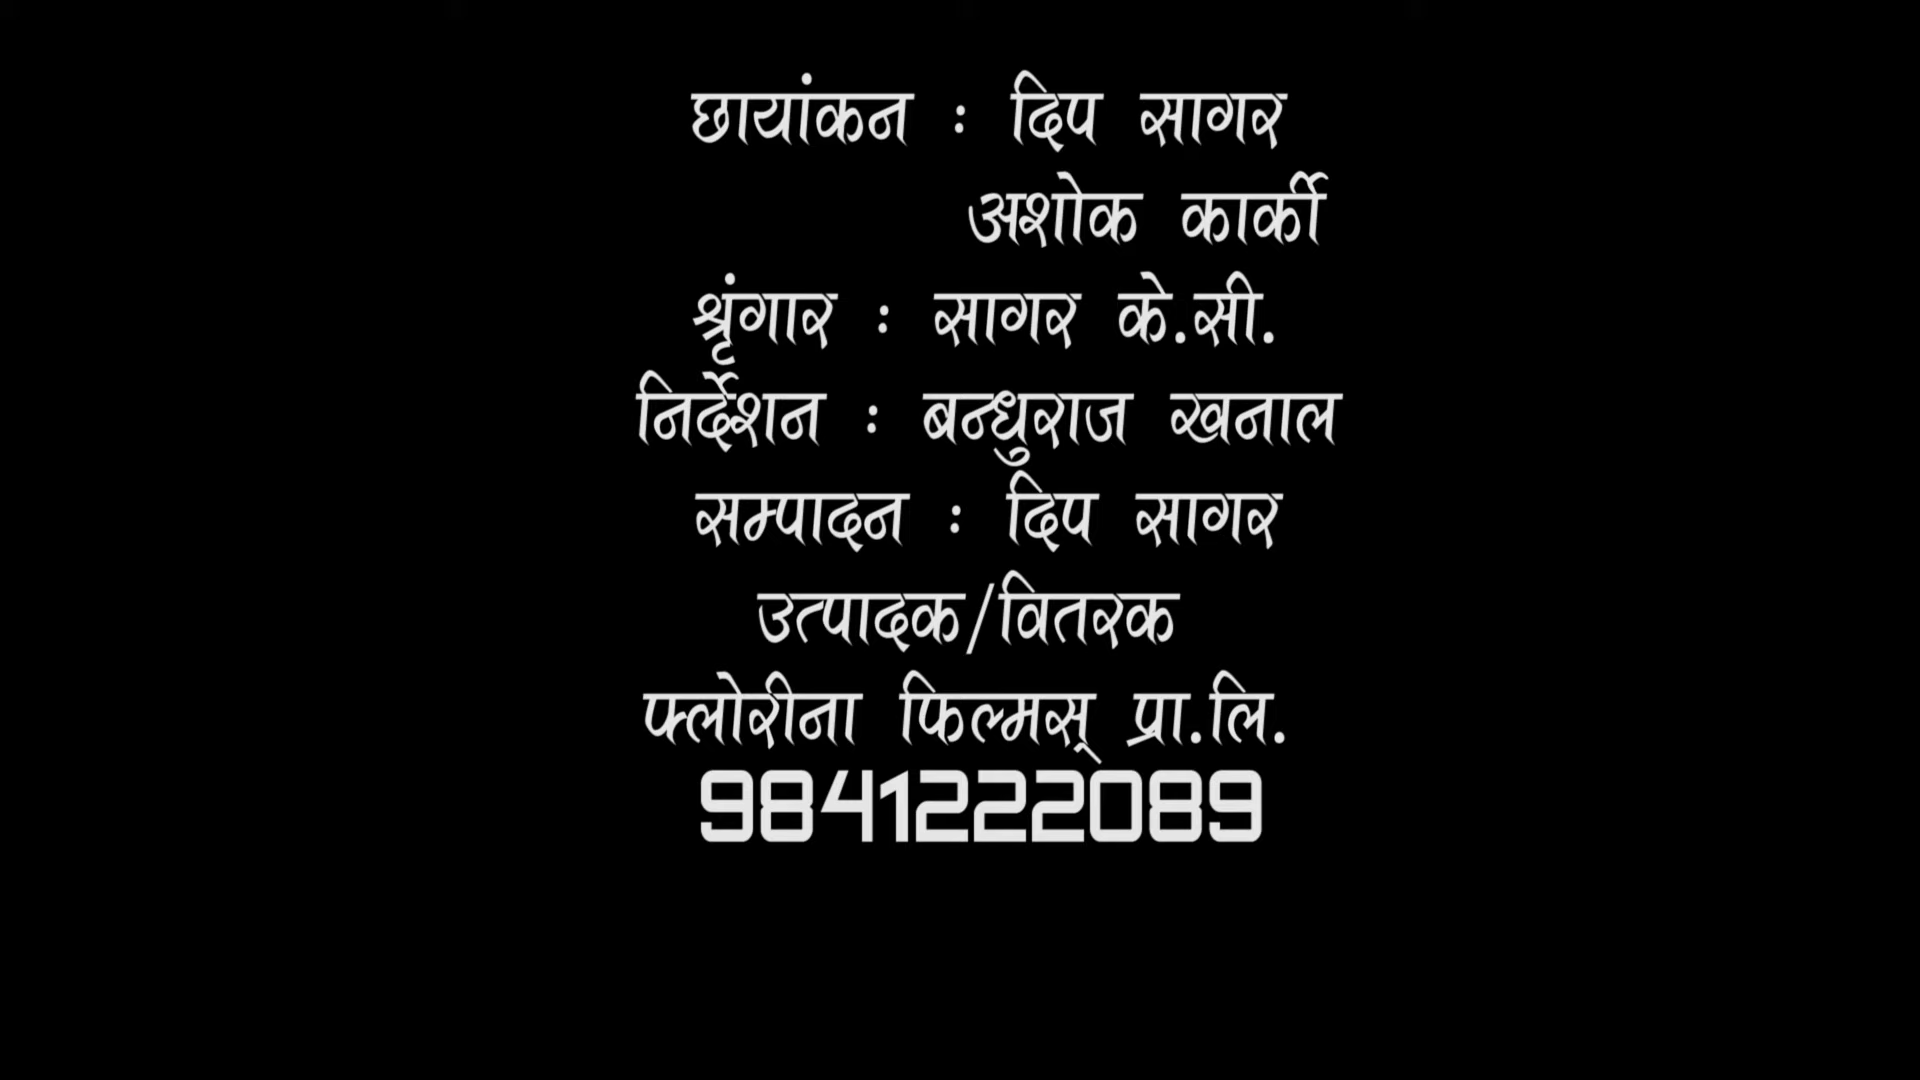 छायांकन : दिप सागर
अशोक कार्की
श्रृंगार : सागर के.सी.
निर्देशन : बन्धुराज खनाल
सम्पादन : दिप सागर
उत्पादक/वितरक
फ्लोरीना फिल्मस् प्रा.लि.
9841222089